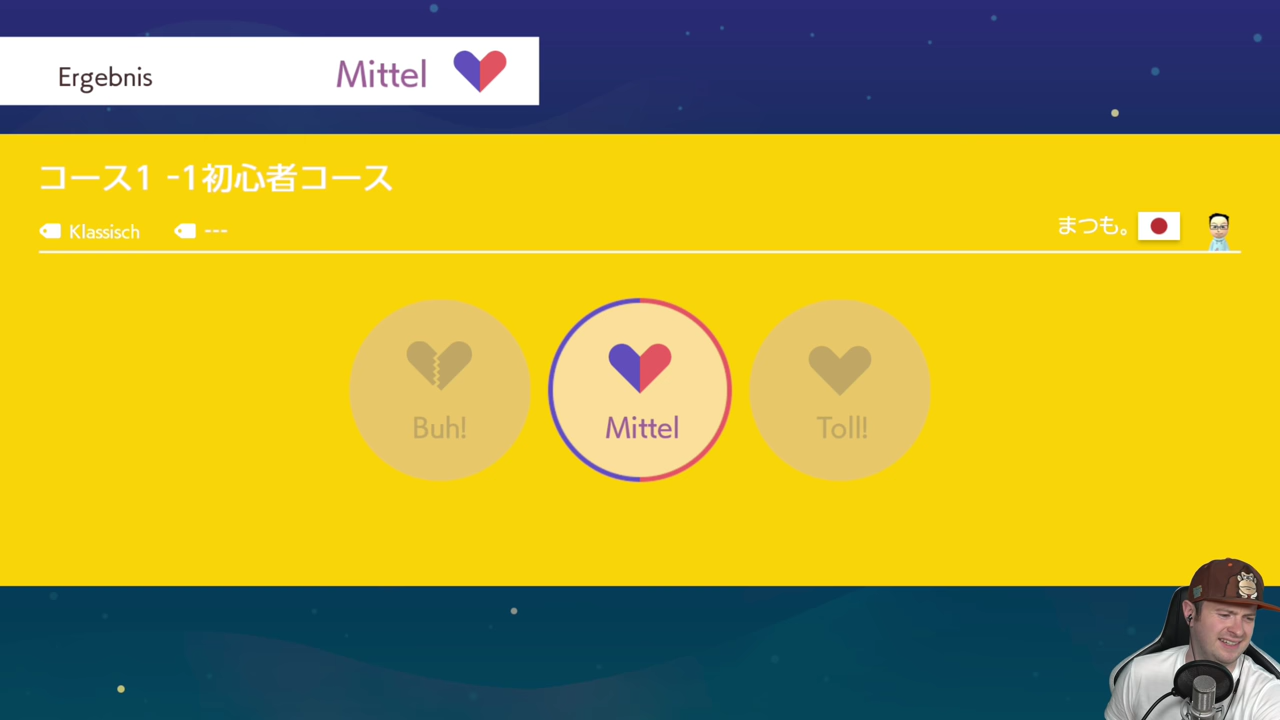 Ergebnis Mittel
コース1 -1初心者コース
Klassisch ---
まつも。
Buh! Mittel Toll!